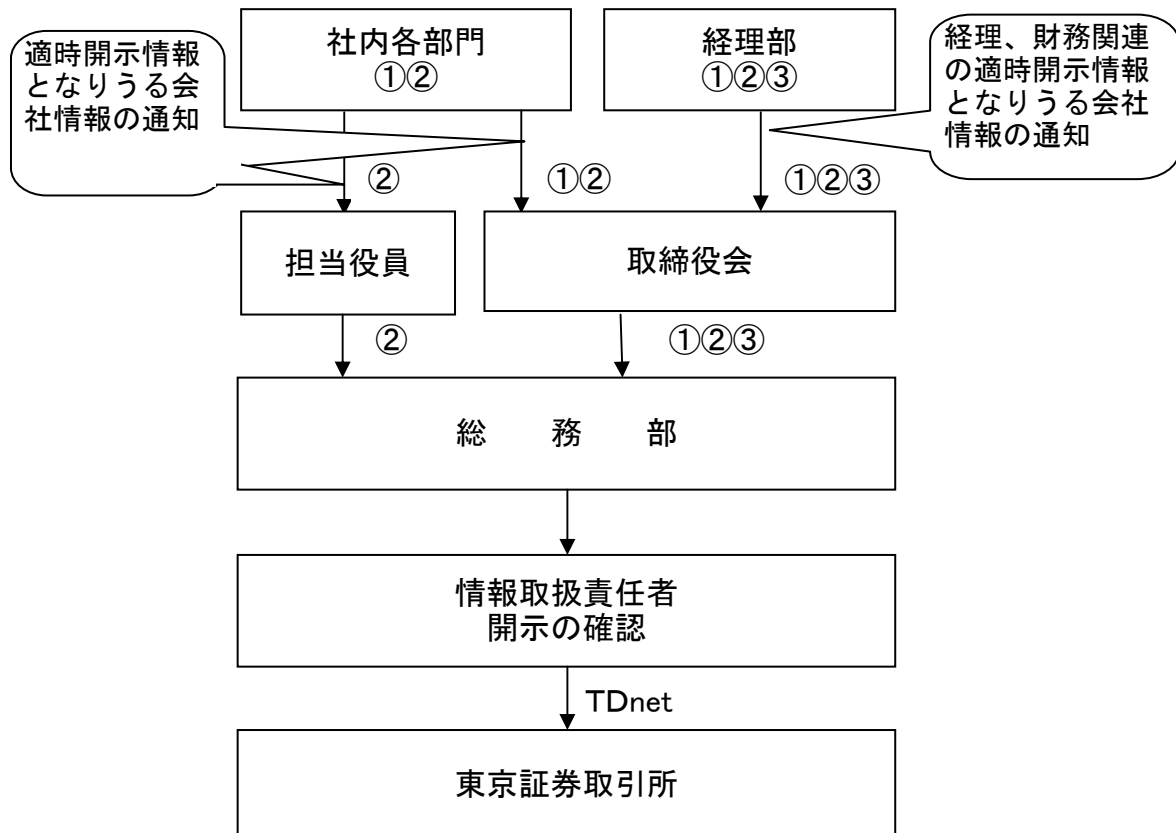 適時開示情報
となりうる会
社情報の通知
社内各部門
①②
経理部
①②③
経理、財務関連
の適時開示情報
となりうる会社
情報の通知
②
①②
①②③
担当役員
取締役会
②
①②③
総　務　部
情報取扱責任者
開示の確認
TDnet
東京証券取引所